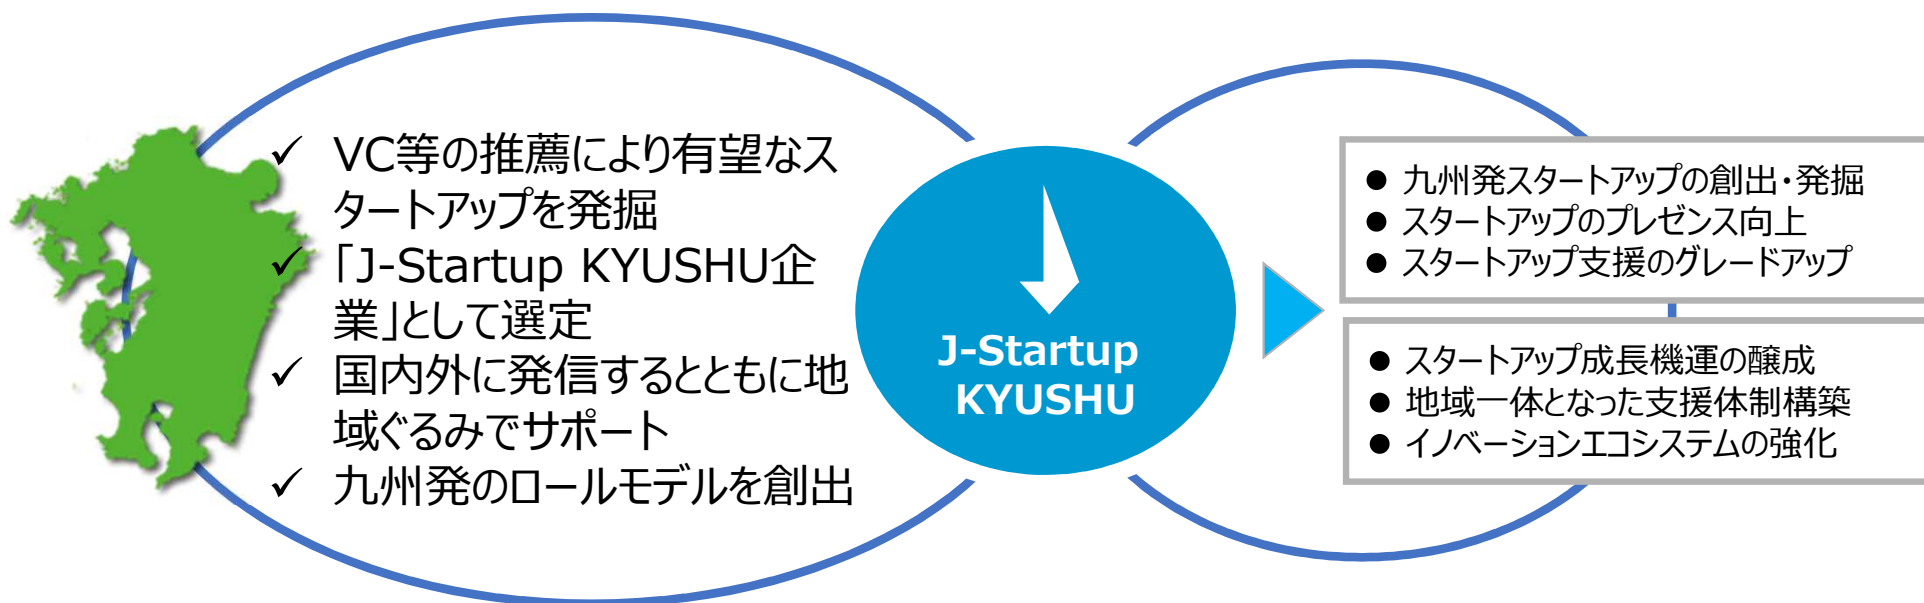 ✓ VC等の推薦により有望なス
タートアップを発掘
✓ 「J-Startup KYUSHU企
業」として選定
✓ 国内外に発信するとともに地
域ぐるみでサポート
✓ 九州発のロールモデルを創出
J-Startup
KYUSHU
● 九州発スタートアップの創出・発掘
● スタートアップのプレゼンス向上
● スタートアップ支援のグレードアップ
● スタートアップ成長機運の醸成
● 地域一体となった支援体制構築
● イノベーションエコシステムの強化